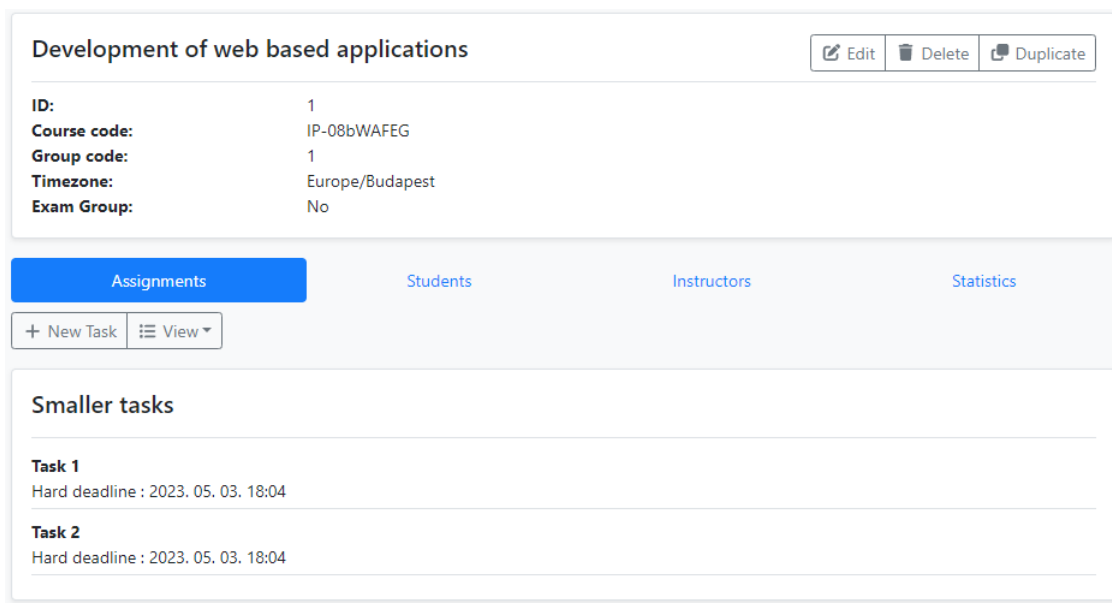 Development of web based applications
Edit Delete Duplicate
ID: 1
Course code: IP-08bWAFEG
Group code: 1
Timezone: Europe/Budapest
Exam Group: No
Assignments Students Instructors Statistics
+ New Task View
Smaller tasks
Task 1
Hard deadline : 2023. 05. 03. 18:04
Task 2
Hard deadline : 2023. 05. 03. 18:04